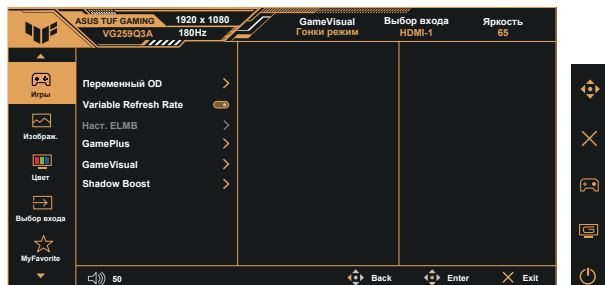 ASUS TUF GAMING 1920 x 1080 GameVisual Выбор входа Яркость
VG259Q3A 180Hz Гонки режим HDMI-1 65
Игры
Изображ.
Цвет
Выбор входа
MyFavorite
Переменный OD
Variable Refresh Rate
Наст. ELMB
GamePlus
GameVisual
Shadow Boost
50 Back Enter Exit